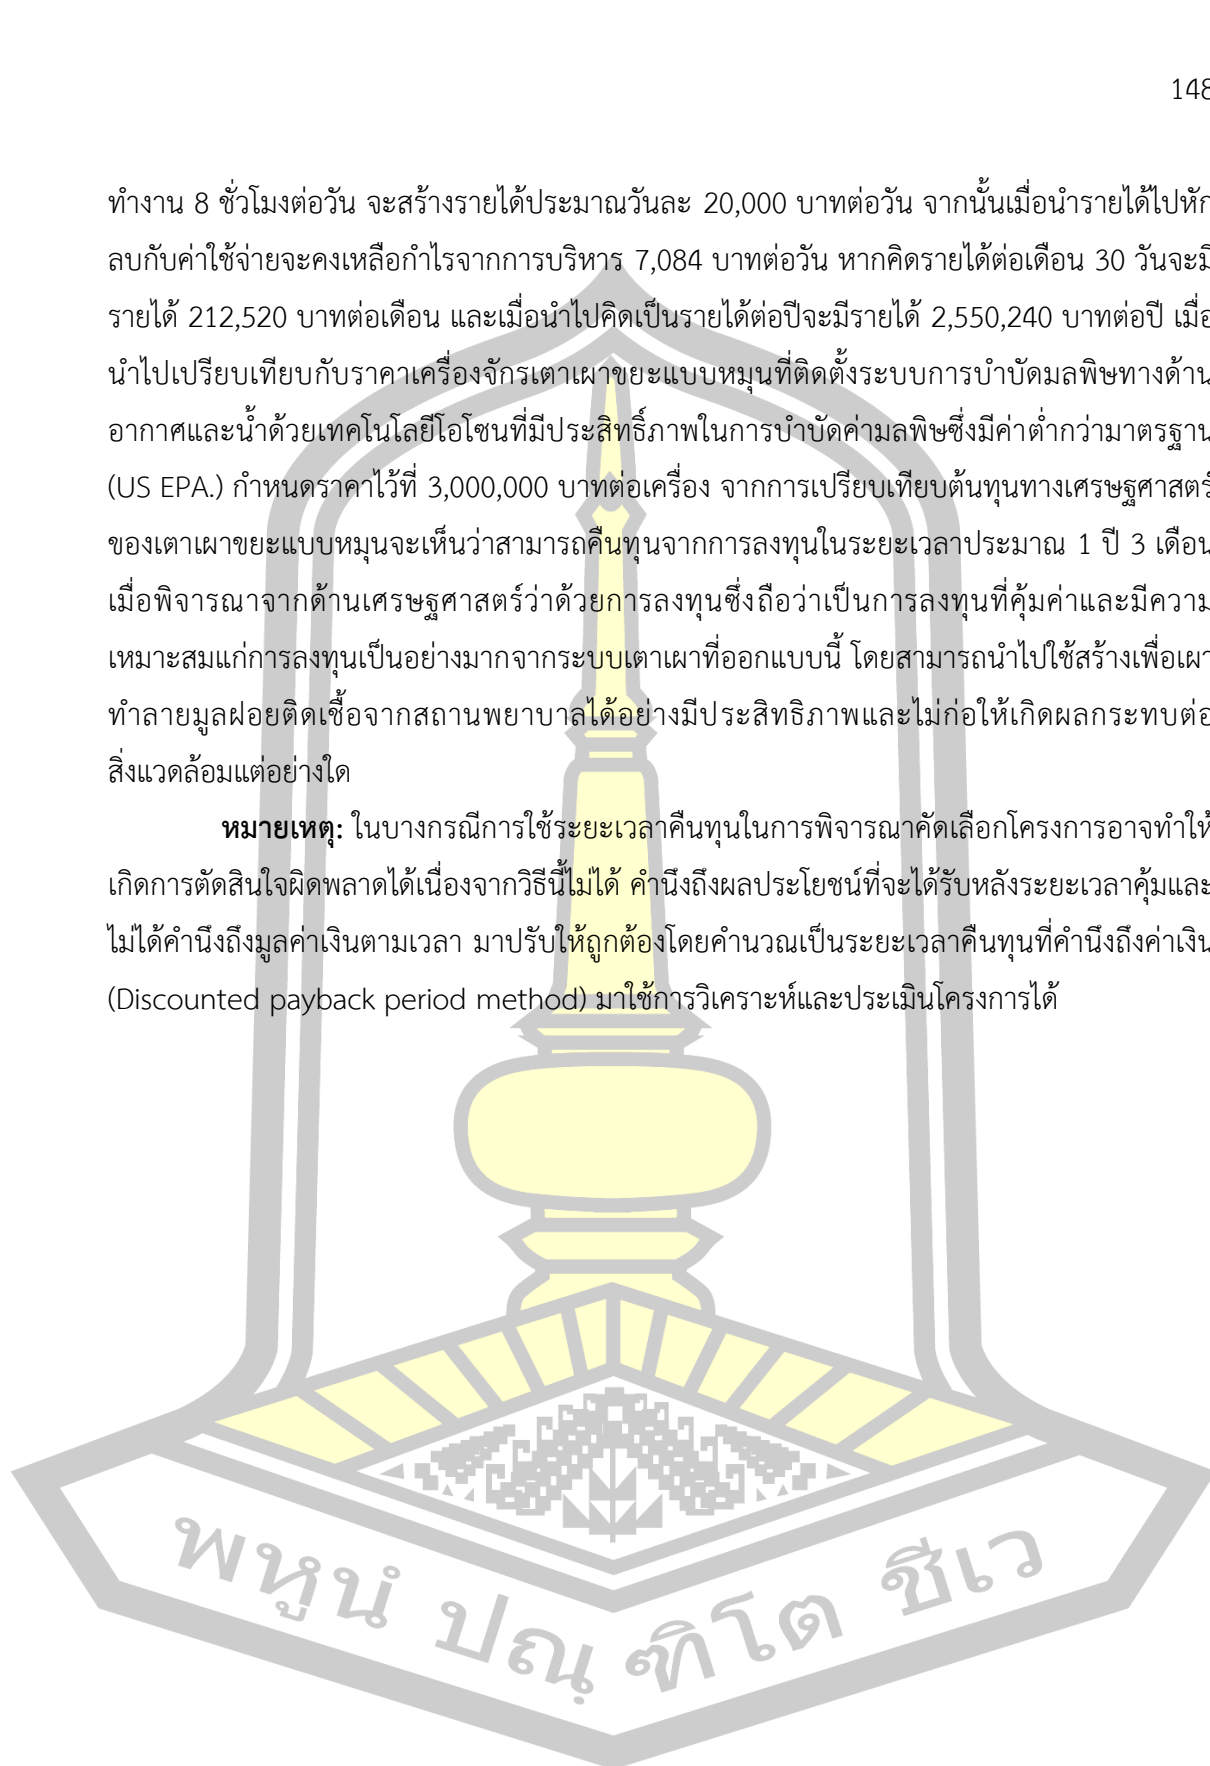 148
ทำงาน 8 ชั่วโมงต่อวัน จะสร้างรายได้ประมาณวันละ 20,000 บาทต่อวัน จากนั้นเมื่อนำรายได้ไปหัก
ลบกับค่าใช้จ่ายจะคงเหลือกำไรจากการบริหาร 7,084 บาทต่อวัน หากคิดรายได้ต่อเดือน 30 วันจะมี
รายได้ 212,520 บาทต่อเดือน และเมื่อนำไปคิดเป็นรายได้ต่อปีจะมีรายได้ 2,550,240 บาทต่อปี เมื่อ
นำไปเปรียบเทียบกับราคาเครื่องจักรเตาเผาขยะแบบหมุนที่ติดตั้งระบบการบำบัดมลพิษทางด้าน
อากาศและน้ำด้วยเทคโนโลยีโอโซนที่มีประสิทธิ์ภาพในการบำบัดค่ามลพิษซึ่งมีค่าต่ำกว่ามาตรฐาน
(US EPA.) กำหนดราคาไว้ที่ 3,000,000 บาทต่อเครื่อง จากการเปรียบเทียบต้นทุนทางเศรษฐศาสตร์
ของเตาเผาขยะแบบหมุนจะเห็นว่าสามารถคืนทุนจากการลงทุนในระยะเวลาประมาณ 1 ปี 3 เดือน
เมื่อพิจารณาจากด้านเศรษฐศาสตร์ว่าด้วยการลงทุนซึ่งถือว่าเป็นการลงทุนที่คุ้มค่าและมีความ
เหมาะสมแก่การลงทุนเป็นอย่างมากจากระบบเตาเผาที่ออกแบบนี้ โดยสามารถนำไปใช้สร้างเพื่อเผา
ทำลายมูลฝอยติดเชื้อจากสถานพยาบาลได้อย่างมีประสิทธิภาพและไม่ก่อให้เกิดผลกระทบต่อ
สิ่งแวดล้อมแต่อย่างใด
หมายเหตุ: ในบางกรณีการใช้ระยะเวลาคืนทุนในการพิจารณาคัดเลือกโครงการอาจทำให้
เกิดการตัดสินใจผิดพลาดได้เนื่องจากวิธีนี้ไม่ได้ คำนึงถึงผลประโยชน์ที่จะได้รับหลังระยะเวลาคุ้มและ
ไม่ได้คำนึงถึงมูลค่าเงินตามเวลา มาปรับให้ถูกต้องโดยคำนวณเป็นระยะเวลาคืนทุนที่คำนึงถึงค่าเงิน
(Discounted payback period method) มาใช้การวิเคราะห์และประเมินโครงการได้
พหูนํ ปณฺ ฑิโต ชีเว